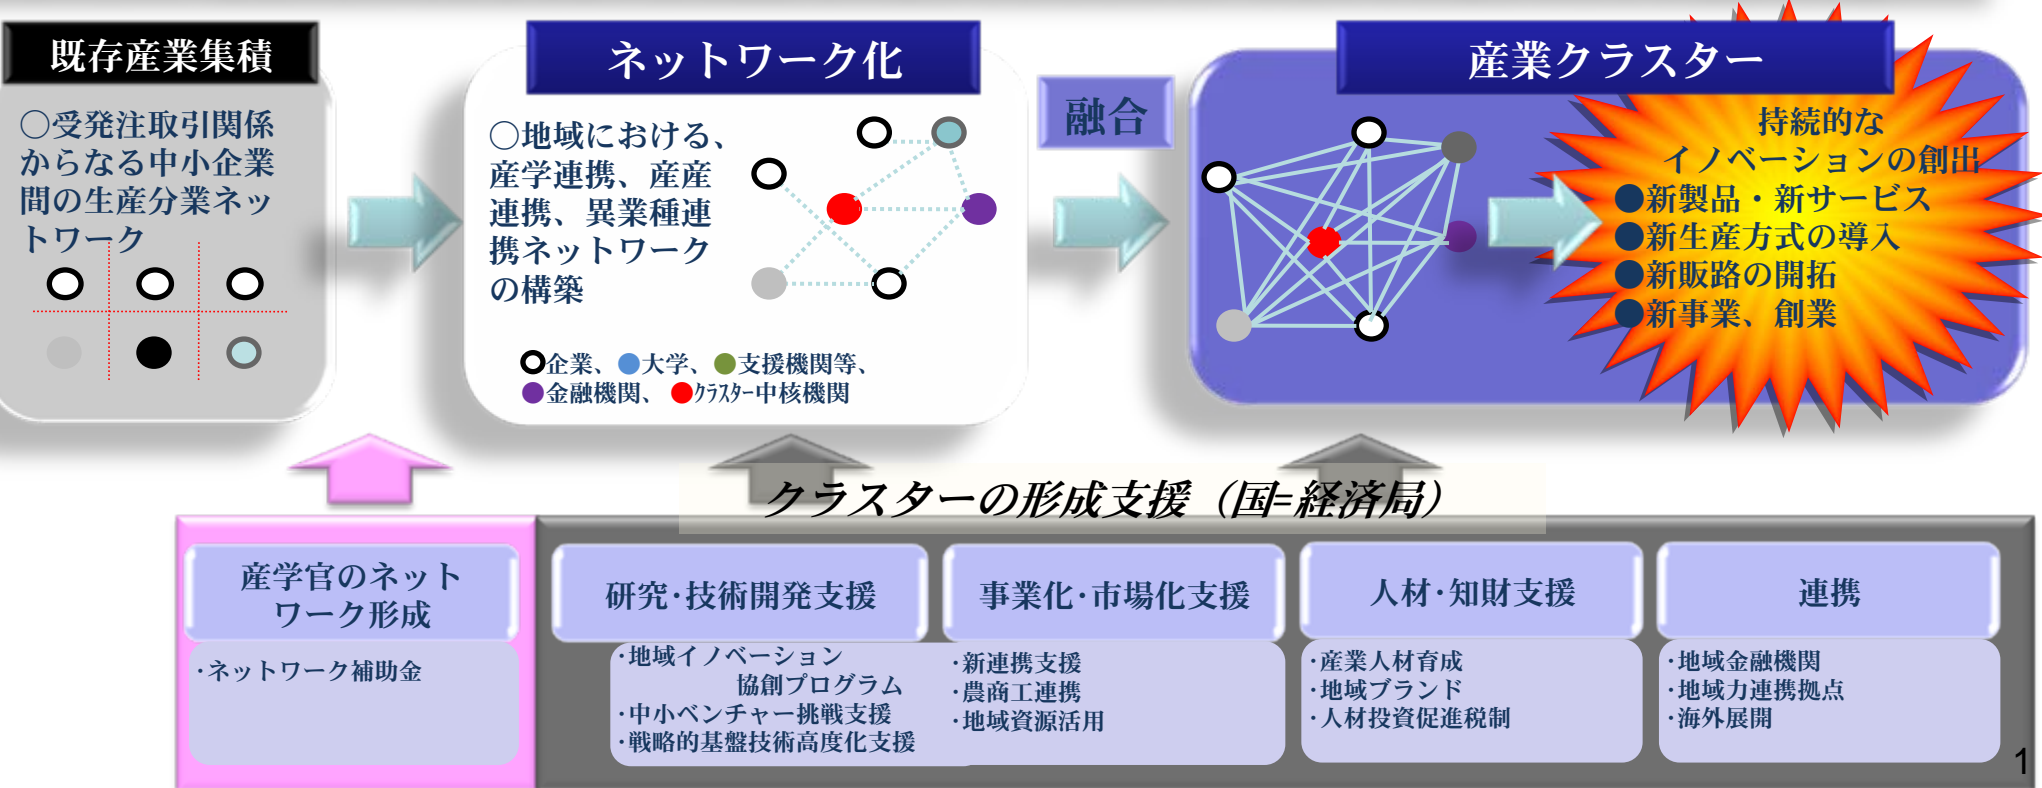 既存産業集積
〇受発注取引関係
からなる中小企業
間の生産分業ネッ
トワーク
ネットワーク化
〇地域における、
産学連携、産産
連携、異業種連
携ネットワーク
の構築
企業、●大学、●支援機関等、
●金融機関、●ｸﾗｽﾀｰ中核機関
融合
産業クラスター
持続的な
イノベーションの創出
●新製品・新サービス
●新生産方式の導入
●新販路の開拓
●新事業、創業
クラスターの形成支援（国=経済局）
産学官のネット
ワーク形成
・ネットワーク補助金
研究・技術開発支援
・地域イノベーション
協創プログラム
・中小ベンチャー挑戦支援
・戦略的基盤技術高度化支援
事業化・市場化支援
・新連携支援
・農商工連携
・地域資源活用
人材・知財支援
・産業人材育成
・地域ブランド
・人材投資促進税制
連携
・地域金融機関
・地域力連携拠点
・海外展開
1